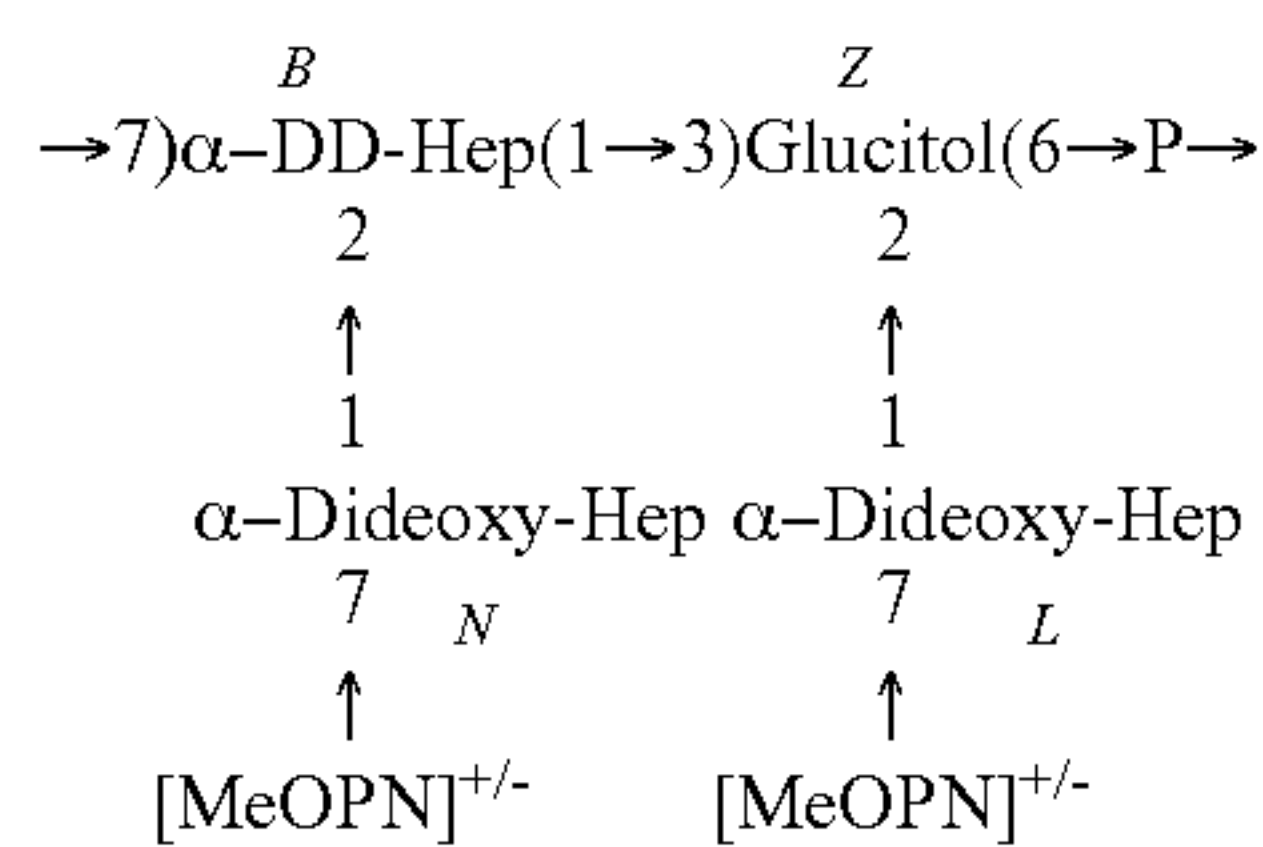 B Z
→7)α–DD-Hep(1→3)Glucitol(6→P→
2 2
↑ ↑
1 1
α–Dideoxy-Hep α–Dideoxy-Hep
7 N 7 L
↑ ↑
[MeOPN]+/- [MeOPN]+/-